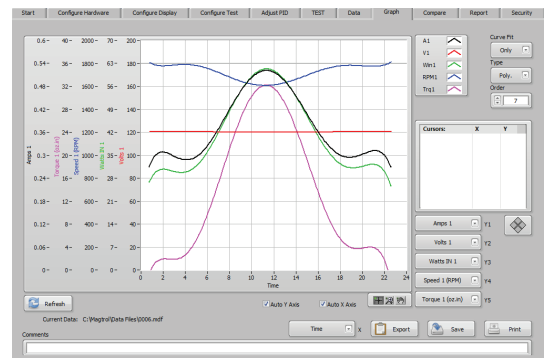 Start Configure Hardware Configure Display Configure Test Adjust PID TEST Data Graph Compare Report Security
0.6 40 2000 70 200
0.54 36 1800 63 180
0.48 32 1600 56 160
0.42 28 1400 49 140
0.36 24 1200 42 120
0.3 20 1000 35 100
0.24 16 800 28 80
0.18 12 600 21 60
0.12 8 400 14 40
0.06 4 200 7 20
0 0 0 0 0
Amps 1
Torque 1 (oz.in)
Speed 1 (RPM)
Watts IN 1
Volts 1
0 2 4 6 8 10 12 14 16 18 20 22 24
Time
A1
V1
Win1
RPM1
Trq1
Curve Fit
Only
Type
Poly.
Order
7
Cursors: X Y
Amps 1 Y1
Volts 1 Y2
Watts IN 1 Y3
Speed 1 (RPM) Y4
Torque 1 (oz.in) Y5
Refresh
Auto Y Axis Auto X Axis
Current Data: C:\Magtrol\Data Files\0006.mdf
Time X
Export
Save
Print
Comments